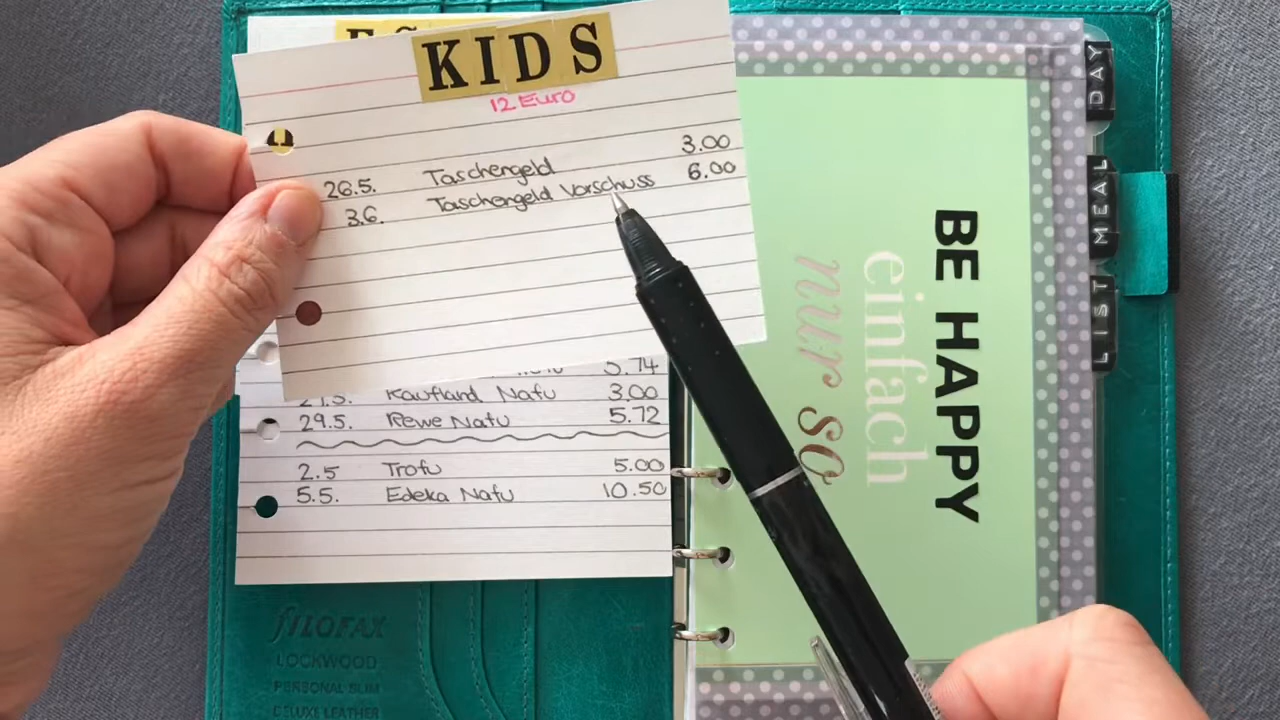 KIDS
12 Euro
26.5. Taschengeld 3.00
3.6. Taschengeld Vorschuss 6.00
5.74
Kaufland Nafu 3.00
29.5. Rewe Nafu 5.72
2.5 Trofu 5.00
5.5. Edeka Nafu 10.50
fILOFAX
LOCKWOOD
PERSONAL SLIM
DELUXE LEATHER
BE HAPPY
einfach
nur so
DAY
MEAL
LIST